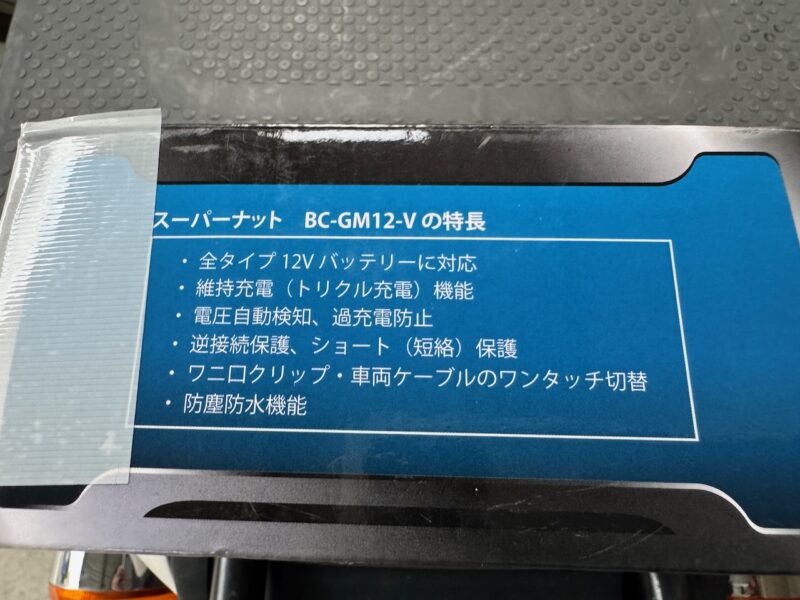 スーパーナット　BC-GM12-V の特長
・全タイプ 12V バッテリーに対応
・維持充電（トリクル充電）機能
・電圧自動検知、過充電防止
・逆接続保護、ショート（短絡）保護
・ワニ口クリップ・車両ケーブルのワンタッチ切替
・防塵防水機能